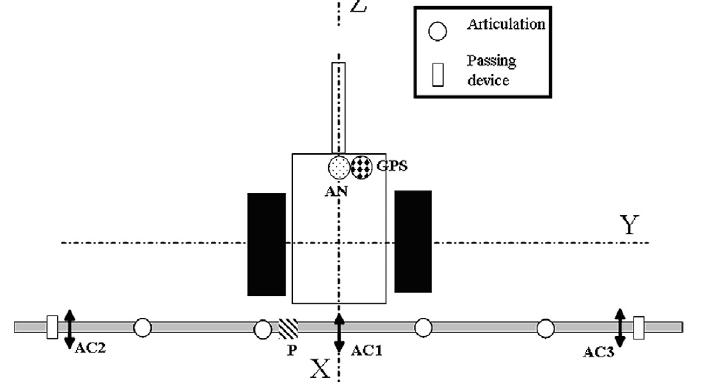 Z
Articulation
Passing
device
GPS
AN
Y
AC2
P
AC1
AC3
X